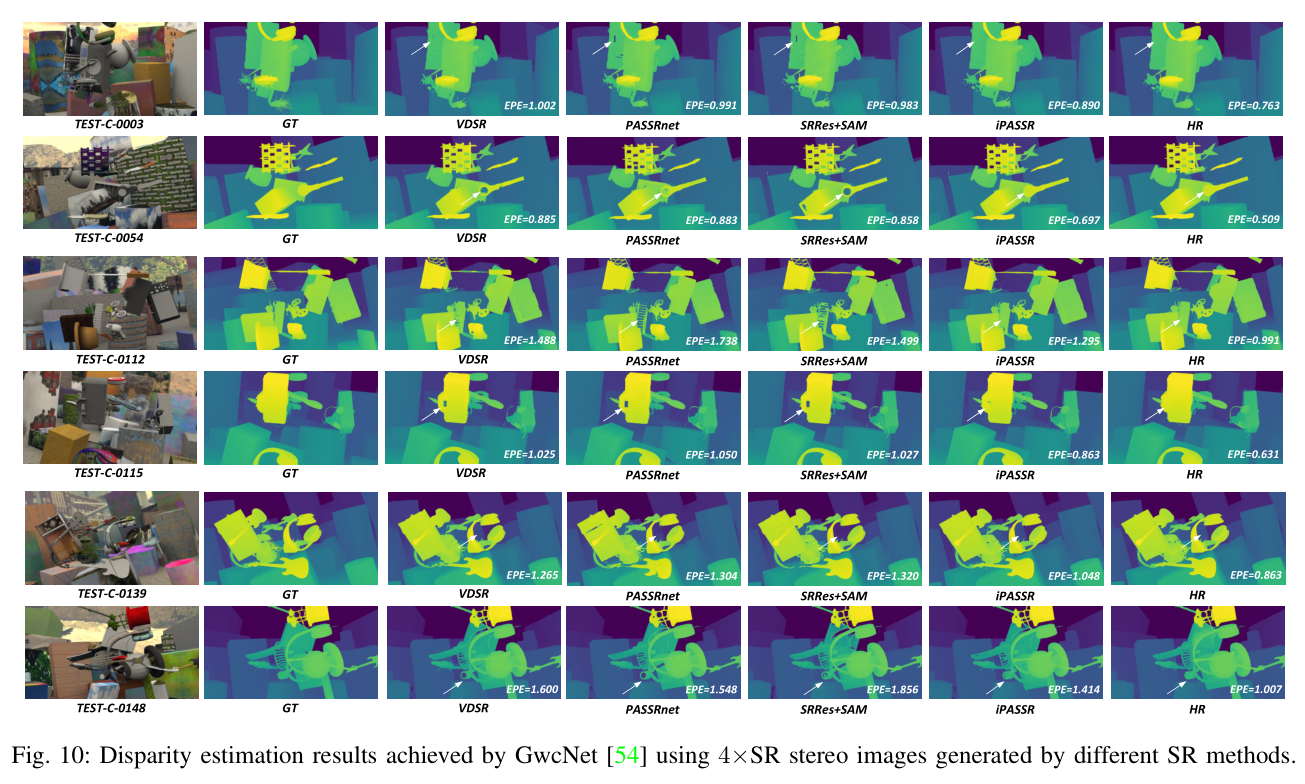 EPE=1.002 EPE=0.991 EPE=0.983 EPE=0.890 EPE=0.763
TEST-C-0003 GT VDSR PASSRnet SRRes+SAM iPASSR HR
EPE=0.885 EPE=0.883 EPE=0.858 EPE=0.697 EPE=0.509
TEST-C-0054 GT VDSR PASSRnet SRRes+SAM iPASSR HR
EPE=1.488 EPE=1.738 EPE=1.499 EPE=1.295 EPE=0.991
TEST-C-0112 GT VDSR PASSRnet SRRes+SAM iPASSR HR
EPE=1.025 EPE=1.050 EPE=1.027 EPE=0.863 EPE=0.631
TEST-C-0115 GT VDSR PASSRnet SRRes+SAM iPASSR HR
EPE=1.265 EPE=1.304 EPE=1.320 EPE=1.048 EPE=0.863
TEST-C-0139 GT VDSR PASSRnet SRRes+SAM iPASSR HR
EPE=1.600 EPE=1.548 EPE=1.856 EPE=1.414 EPE=1.007
TEST-C-0148 GT VDSR PASSRnet SRRes+SAM iPASSR HR
Fig. 10: Disparity estimation results achieved by GwcNet [54] using 4×SR stereo images generated by different SR methods.